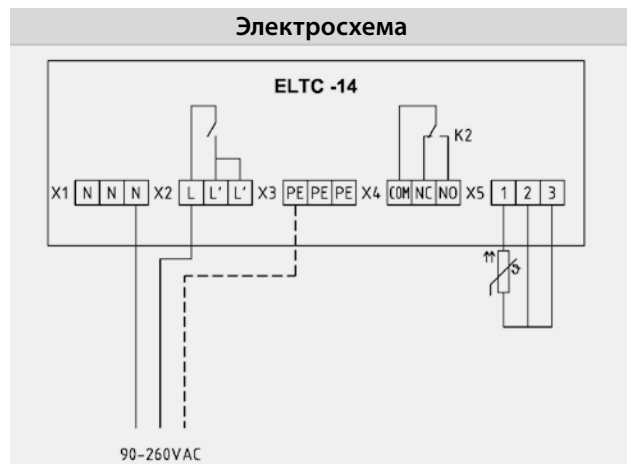 Электросхема
ELTC -14
K2
X1 N N N X2 L L' L' X3 PE PE PE X4 COM NC NO X5 1 2 3
ϑ
90-260VAC